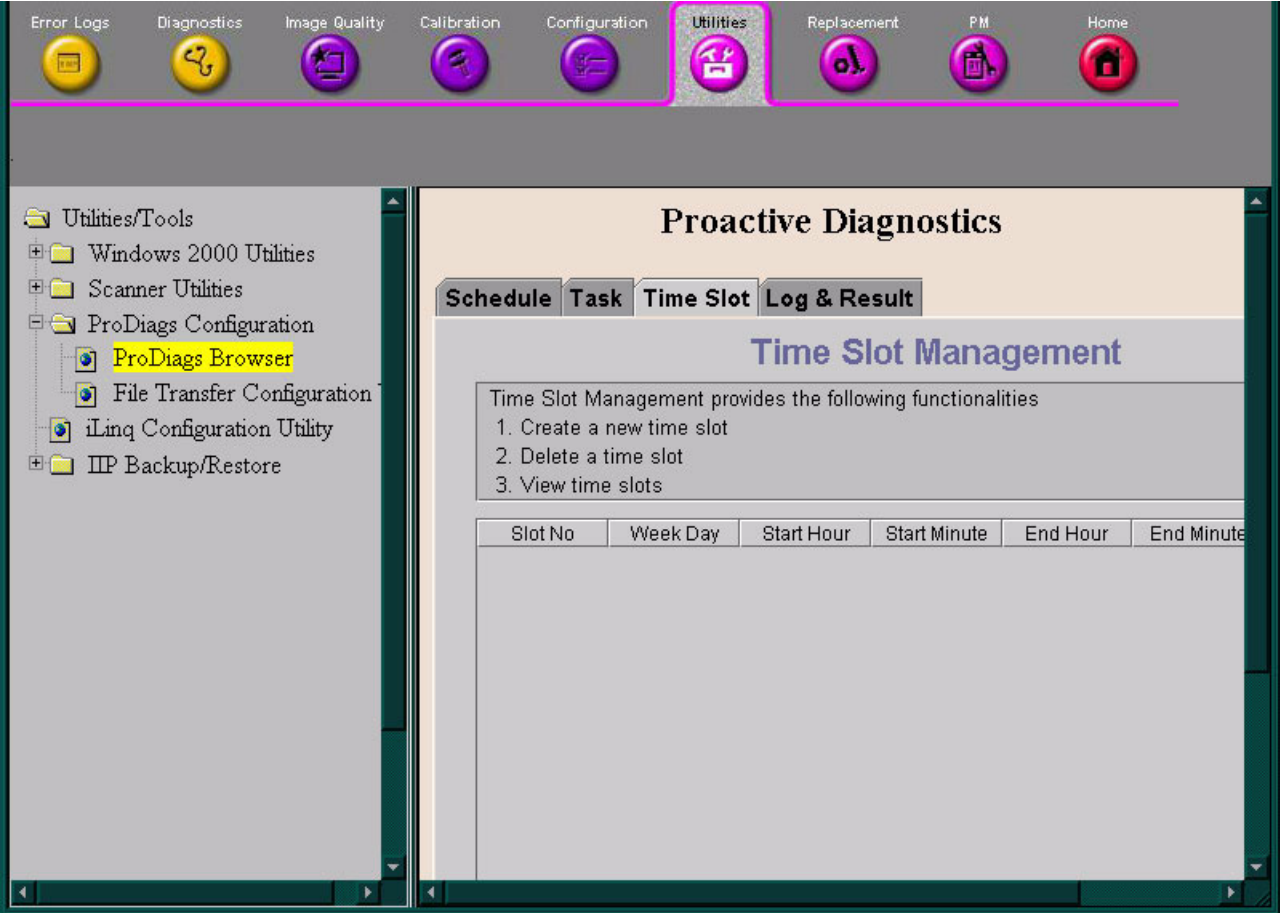 Error Logs Diagnostics Image Quality Calibration Configuration Utilities Replacement PM Home
Utilities/Tools
Windows 2000 Utilities
Scanner Utilities
ProDiags Configuration
ProDiags Browser
File Transfer Configuration
iLinq Configuration Utility
IIP Backup/Restore
Proactive Diagnostics
Schedule Task Time Slot Log & Result
Time Slot Management
Time Slot Management provides the following functionalities
1. Create a new time slot
2. Delete a time slot
3. View time slots
Slot No Week Day Start Hour Start Minute End Hour End Minute